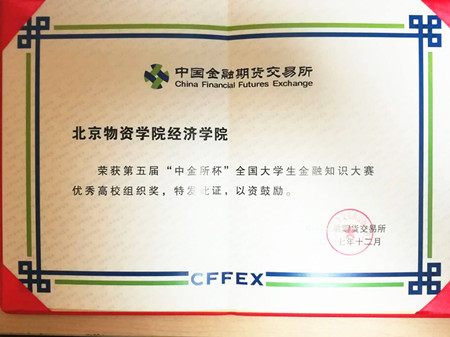 中国金融期货交易所
China Financial Futures Exchange
北京物资学院经济学院
荣获第五届“中金所杯”全国大学生金融知识大赛
优秀高校组织奖，特发此证，以资鼓励。
期货交易所
七年十二月
CFFEX